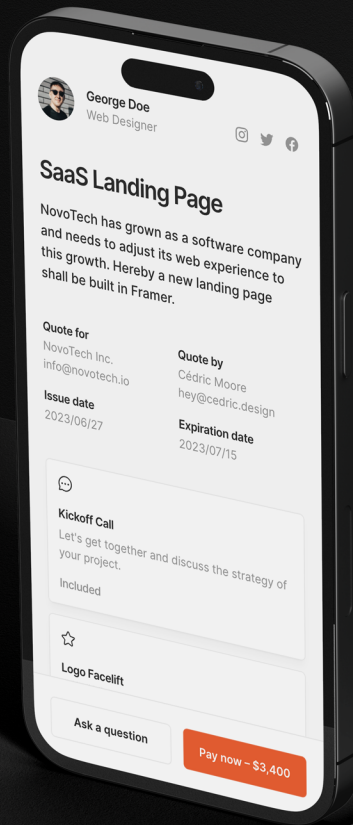 George Doe
Web Designer
SaaS Landing Page
NovoTech has grown as a software company
and needs to adjust its web experience to
this growth. Hereby a new landing page
shall be built in Framer.
Quote for
NovoTech Inc.
info@novotech.io
Quote by
Cédric Moore
hey@cedric.design
Issue date
2023/06/27
Expiration date
2023/07/15
Kickoff Call
Let's get together and discuss the strategy of
your project.
Included
Logo Facelift
Ask a question
Pay now – $3,400